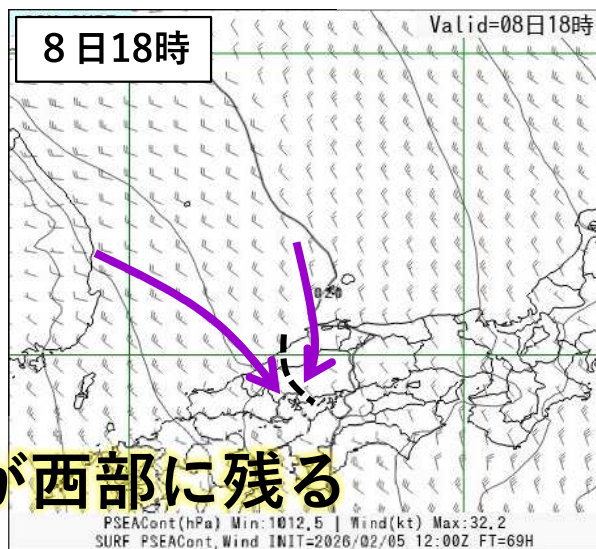 Valid=08日18時
8日18時
020
が西部に残る
PSEACont(hPa) Min:1012.5 | Wind(kt) Max:32.2
SURF PSEACont,Wind INIT=2026/02/05 12:00Z FT=69H